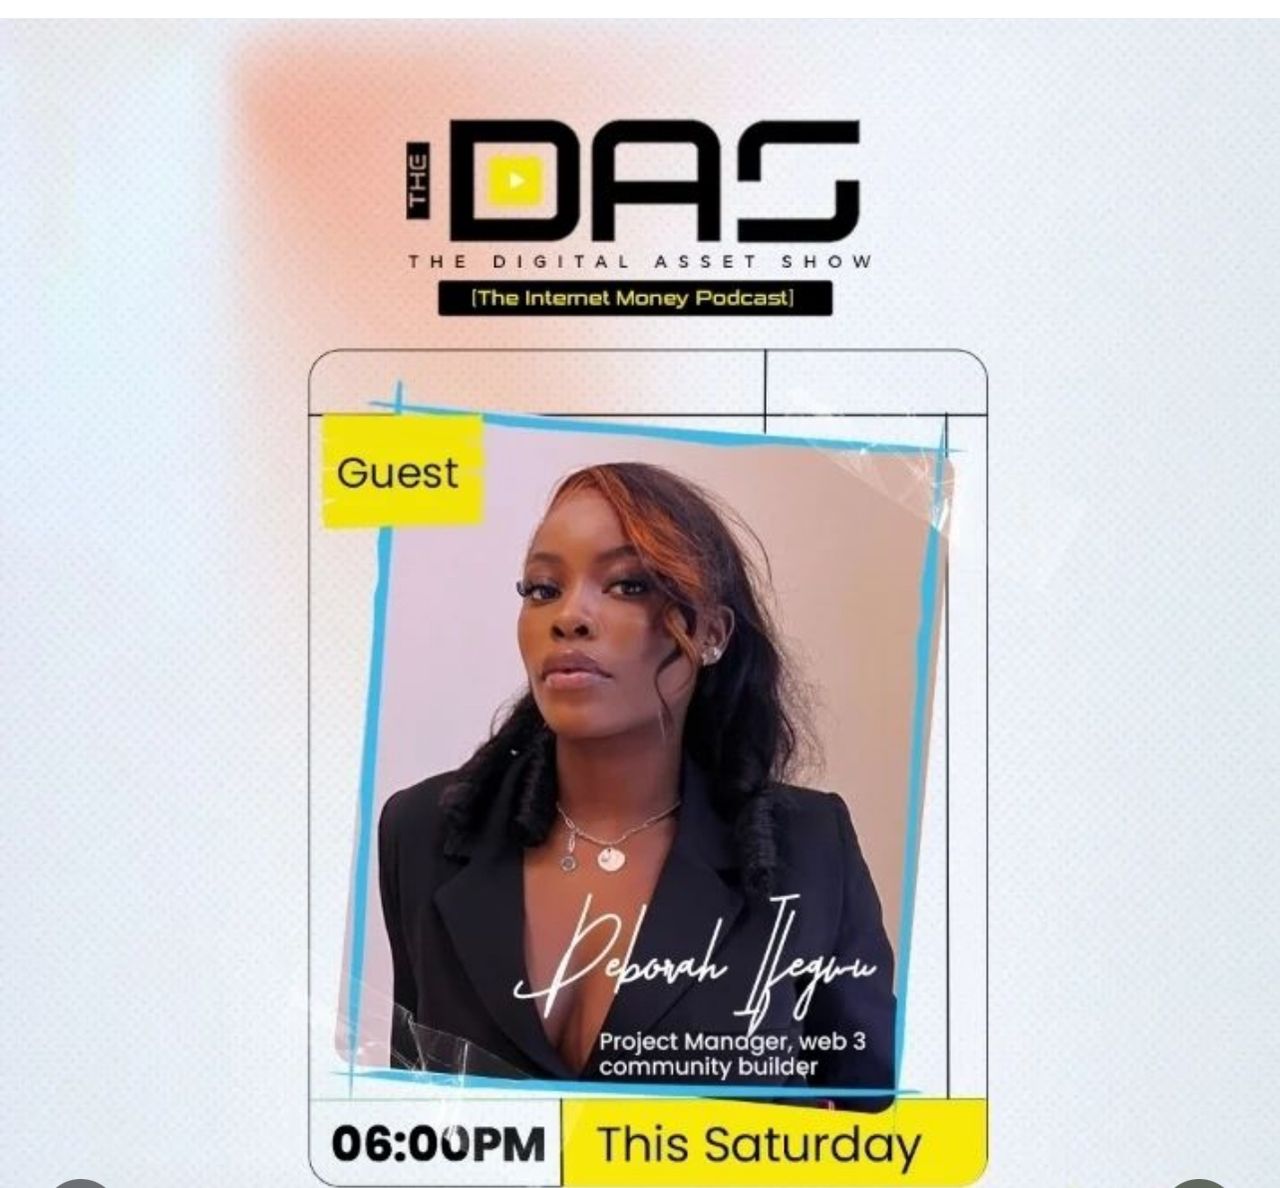 THE DAS
THE DIGITAL ASSET SHOW
[The Internet Money Podcast]
Guest
Deborah Ifegwu
Project Manager, web 3
community builder
06:00PM This Saturday